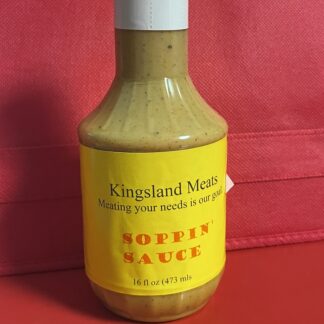 Kingsland Meats
Meating your needs is our goal
SOPPIN'
SAUCE
16 fl oz (473 mls